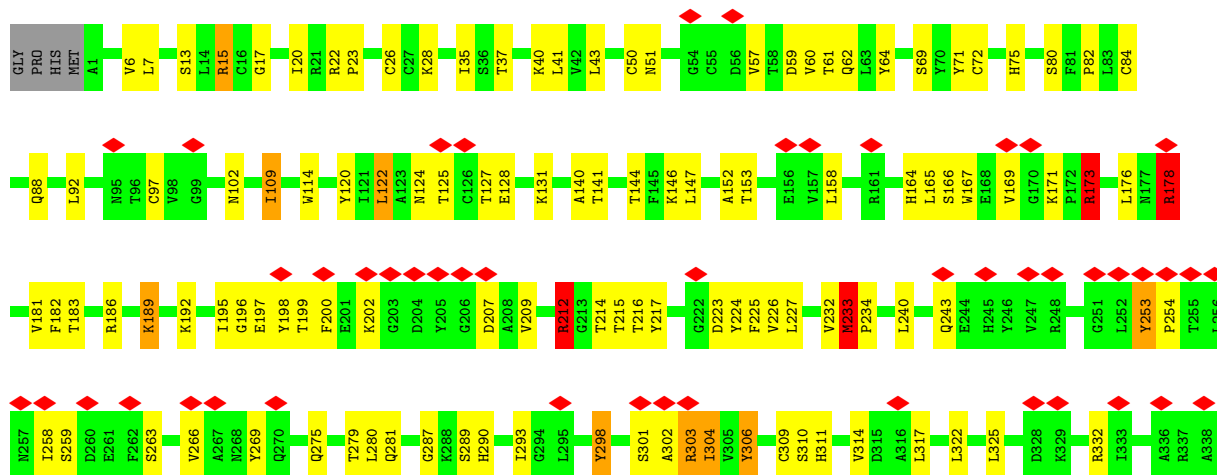 GLY PRO HIS MET A1 V6 L7 S13 L14 R15 C16 G17 I20 R21 R22 P23 C26 C27 K28 I35 S36 T37 K40 L41 V42 L43 C50 N51 G54 C55 D56 V57 T58 D59 V60 T61 Q62 L63 Y64 S69 Y70 Y71 C72 H75 S80 F81 P82 L83 C84
Q88 L92 N95 T96 C97 V98 G99 N102 I109 W114 Y120 I121 L122 A123 N124 T125 C126 T127 E128 K131 A140 T141 T144 F145 K146 L147 A152 T153 E156 V157 L158 R161 H164 L165 S166 W167 E168 V169 G170 K171 P172 R173 L176 N177 R178
V181 F182 T183 R186 K189 K192 I195 G196 E197 Y198 T199 F200 E201 K202 G203 D204 Y205 G206 D207 A208 V209 R212 G213 T214 T215 T216 Y217 G222 D223 Y224 F225 V226 L227 V232 M233 P234 L240 Q243 E244 H245 Y246 V247 R248 G251 L252 Y253 P254 T255 L256
N257 I258 S259 D260 E261 F262 S263 V266 A267 N268 Y269 Q270 Q275 T279 L280 Q281 G287 K288 S289 H290 I293 G294 L295 Y298 S301 A302 R303 I304 V305 Y306 C309 S310 H311 V314 D315 A316 L317 L322 L325 D328 K329 R332 I333 A336 R337 A338